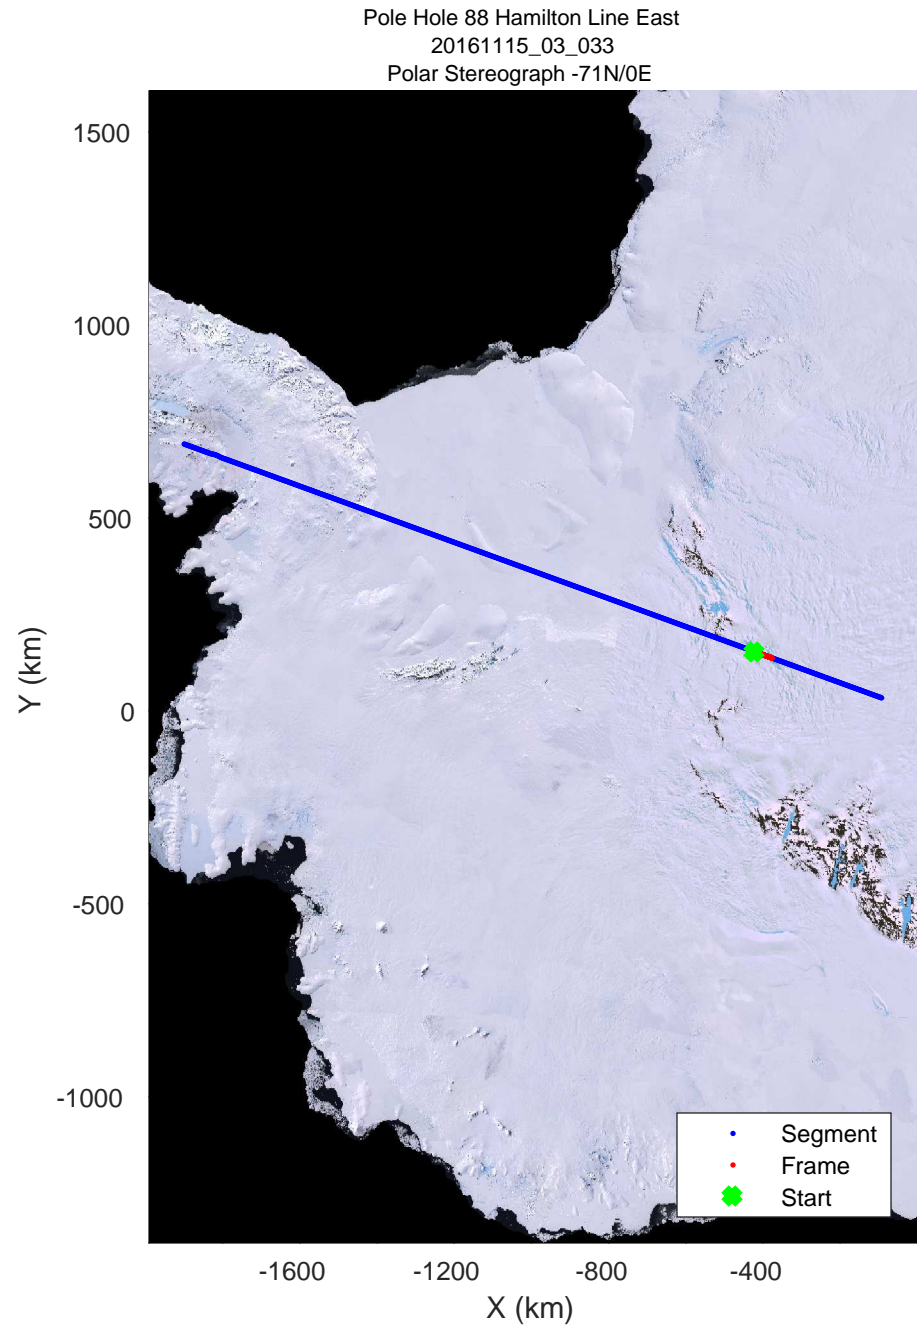 Pole Hole 88 Hamilton Line East
20161115_03_033
Polar Stereograph -71N/0E
1500
1000
500
0
-500
-1000
Y (km)
-1600
-1200
-800
-400
X (km)
Segment
Frame
Start